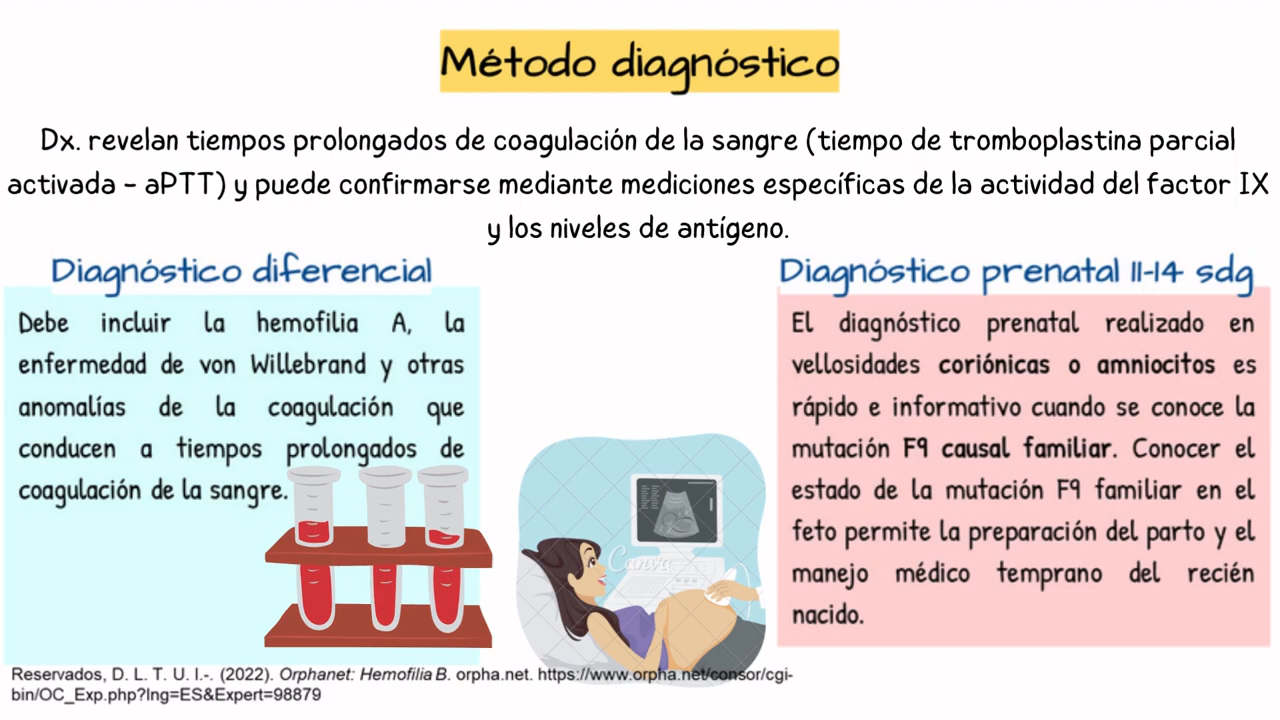 Método diagnóstico
Dx. revelan tiempos prolongados de coagulación de la sangre (tiempo de tromboplastina parcial
activada - aPTT) y puede confirmarse mediante mediciones específicas de la actividad del factor IX
y los niveles de antígeno.
Diagnóstico diferencial
Debe incluir la hemofilia A, la
enfermedad de von Willebrand y otras
anomalías de la coagulación que
conducen a tiempos prolongados de
coagulación de la sangre.
Diagnóstico prenatal 11-14 sdg
El diagnóstico prenatal realizado en
vellosidades coriónicas o amniocitos es
rápido e informativo cuando se conoce la
mutación F9 causal familiar. Conocer el
estado de la mutación F9 familiar en el
feto permite la preparación del parto y el
manejo médico temprano del recién
nacido.
Canva
Reservados, D. L. T. U. I.-. (2022). Orphanet: Hemofilia B. orpha.net. https://www.orpha.net/consor/cgi-
bin/OC_Exp.php?lng=ES&Expert=98879